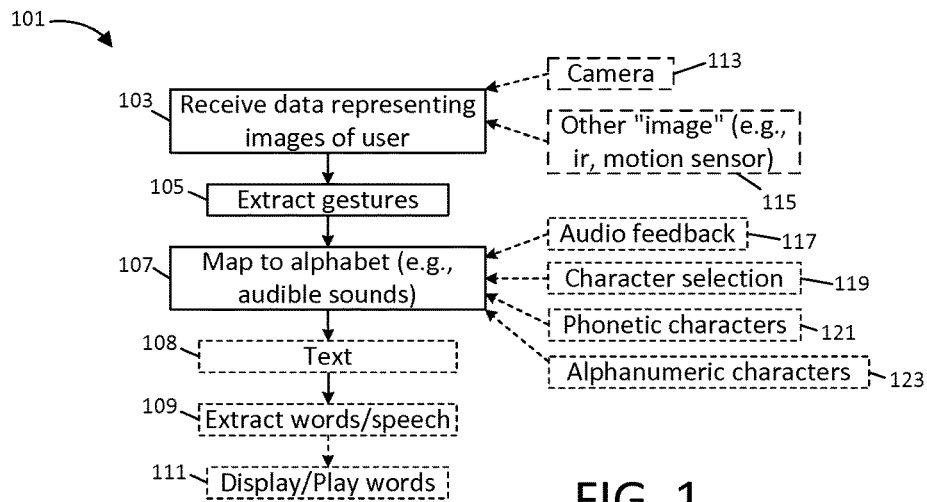 101
Camera
113
103
Receive data representing
images of user
Other "image" (e.g.,
ir, motion sensor)
115
105
Extract gestures
107
Map to alphabet (e.g.,
audible sounds)
Audio feedback
117
Character selection
119
Phonetic characters
121
Alphanumeric characters
123
108
Text
109
Extract words/speech
111
Display/Play words
FIG. 1